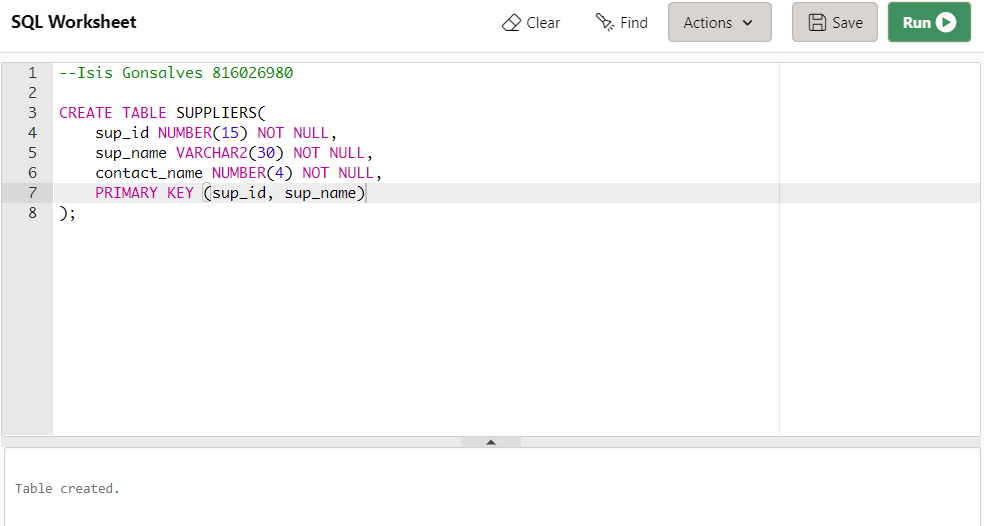 SQL Worksheet
Clear
Find
Actions
Save
Run
1 --Isis Gonsalves 816026980
2
3 CREATE TABLE SUPPLIERS(
4     sup_id NUMBER(15) NOT NULL,
5     sup_name VARCHAR2(30) NOT NULL,
6     contact_name NUMBER(4) NOT NULL,
7     PRIMARY KEY (sup_id, sup_name)
8 );
Table created.